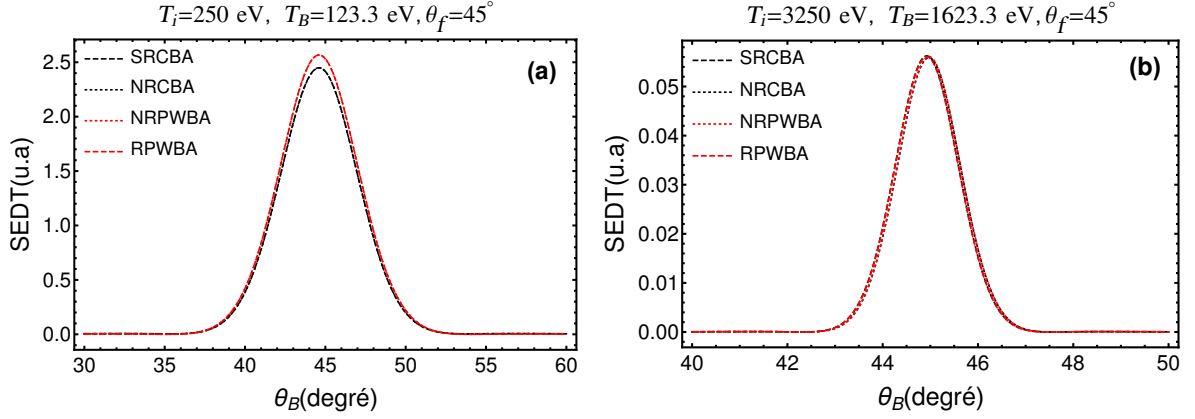 T_i=250 eV, T_B=123.3 eV, θ_f=45°
SEDT(u.a)
2.5
2.0
1.5
1.0
0.5
0.0
SRCBA
NRCBA
NRPWBA
RPWBA
(a)
30 35 40 45 50 55 60
θ_B(degré)
T_i=3250 eV, T_B=1623.3 eV, θ_f=45°
SEDT(u.a)
0.05
0.04
0.03
0.02
0.01
0.00
SRCBA
NRCBA
NRPWBA
RPWBA
(b)
40 42 44 46 48 50
θ_B(degré)